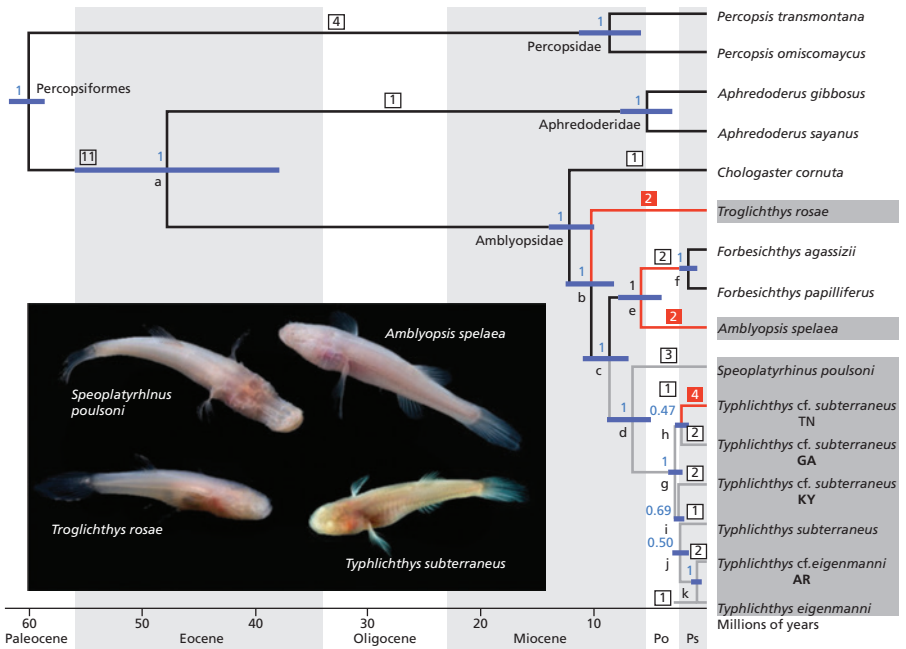 4
1
Percopsis transmontana
Percopsidae
Percopsis omiscomaycus
1
Percopsiformes
1
1
Aphredoderus gibbosus
Aphredoderidae
Aphredoderus sayanus
11
1
a
1
Chologaster cornuta
2
Troglichthys rosae
1
Amblyopsidae
2
Forbesichthys agassizii
1
f
1
b
1
e
Forbesichthys papilliferus
2
Amblyopsis spelaea
1
c
3
Speoplatyrhinus poulsoni
1
4
Typhlichthys cf. subterraneus
TN
0.47
h
1
d
2
Typhlichthys cf. subterraneus
GA
1
g
2
Typhlichthys cf. subterraneus
KY
0.69
i
1
Typhlichthys subterraneus
0.50
j
2
Typhlichthys cf.eigenmanni
AR
1
k
1
Typhlichthys eigenmanni
Amblyopsis spelaea
SpeoplatyrhInus
poulsoni
Troglichthys rosae
Typhlichthys subterraneus
60
50
40
30
20
10
Millions of years
Paleocene
Eocene
Oligocene
Miocene
Po
Ps